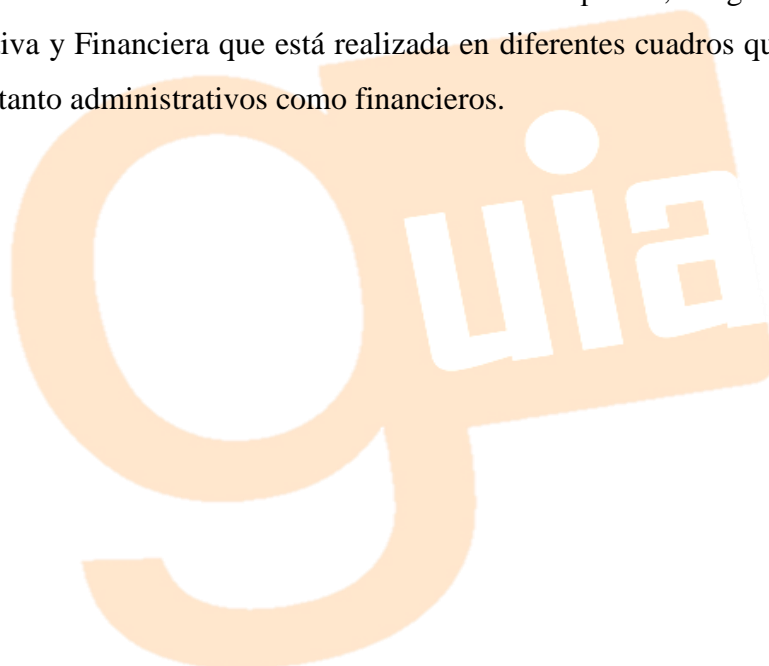 iva y Financiera que está realizada en diferentes cuadros qu
tanto administrativos como financieros.
guia